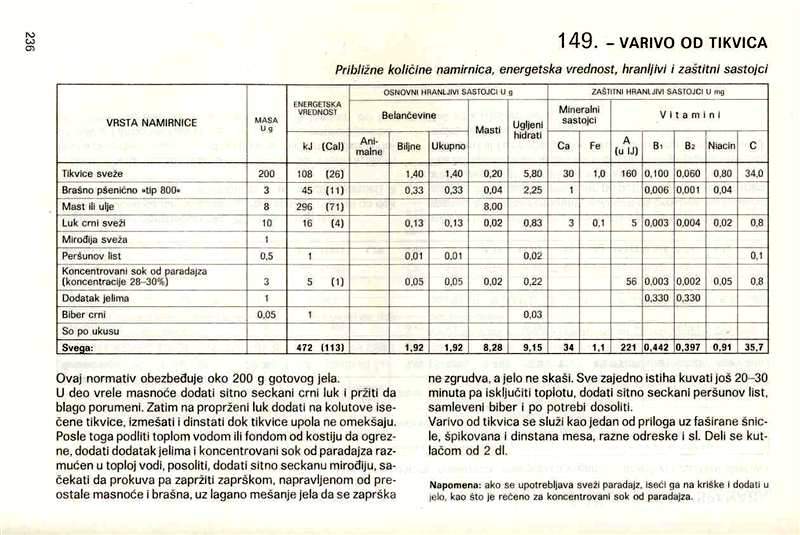 236
149. – VARIVO OD TIKVICA
Približne količine namirnica, energetska vrednost, hranljivi i zaštitni sastojci
VRSTA NAMIRNICE | MASA U g | ENERGETSKA VREDNOST | OSNOVNI HRANLJIVI SASTOJCI U g | ZAŠTITNI HRANLJIVI SASTOJCI U mg
Belančevine | Masti | Ugljeni hidrati | Mineralni sastojci | Vitamini
kJ | (Cal) | Animalne | Biljne | Ukupno | Ca | Fe | A (u IJ) | B1 | B2 | Niacin | C
Tikvice sveže 200 108 (26) 1,40 1,40 0,20 5,80 30 1,0 160 0,100 0,060 0,80 34,0
Brašno pšenično »tip 800« 3 45 (11) 0,33 0,33 0,04 2,25 1 0,006 0,001 0,04
Mast ili ulje 8 296 (71) 8,00
Luk crni sveži 10 16 (4) 0,13 0,13 0,02 0,83 3 0,1 5 0,003 0,004 0,02 0,8
Mirođija sveža 1
Peršunov list 0,5 1 0,01 0,01 0,02 0,1
Koncentrovani sok od paradajza
(koncentracije 28–30%) 3 5 (1) 0,05 0,05 0,02 0,22 56 0,003 0,002 0,05 0,8
Dodatak jelima 1 0,330 0,330
Biber crni 0,05 1 0,03
So po ukusu
Svega: 472 (113) 1,92 1,92 8,28 9,15 34 1,1 221 0,442 0,397 0,91 35,7
Ovaj normativ obezbeđuje oko 200 g gotovog jela.
U deo vrele masnoće dodati sitno seckani crni luk i pržiti da
blago porumeni. Zatim na proprženi luk dodati na kolutove ise-
čene tikvice, izmešati i dinstati dok tikvice upola ne omekšaju.
Posle toga podliti toplom vodom ili fondom od kostiju da ogrez-
ne, dodati dodatak jelima i koncentrovani sok od paradajza raz-
mućen u toploj vodi, posoliti, dodati sitno seckanu mirođiju, sa-
čekati da prokuva pa zapržiti zaprškom, napravljenom od pre-
ostale masnoće i brašna, uz lagano mešanje jela da se zaprška
ne zgrudva, a jelo ne skaši. Sve zajedno istiha kuvati još 20–30
minuta pa isključiti toplotu, dodati sitno seckani peršunov list,
samleveni biber i po potrebi dosoliti.
Varivo od tikvica se služi kao jedan od priloga uz faširane šnic-
le, špikovana i dinstana mesa, razne odreske i sl. Deli se kut-
lačom od 2 dl.
Napomena: ako se upotrebljava sveži paradajz, iseći ga na kriške i dodati u
jelo, kao što je rečeno za koncentrovani sok od paradajza.